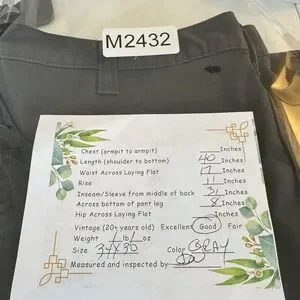 M2432
Chest (armpit to armpit) Inches
Length (shoulder to bottom) 40 Inches
Waist Across Laying Flat 17 Inches
Rise 11 Inches
Inseam/Sleeve from middle of back 31 Inches
Across bottom of pant leg 8 Inches
Hip Across Laying Flat Inches
Vintage (20+ years old) Excellent Good Fair
Weight 1 lb / oz
Size 34X30 Color GRAY
Measured and inspected by